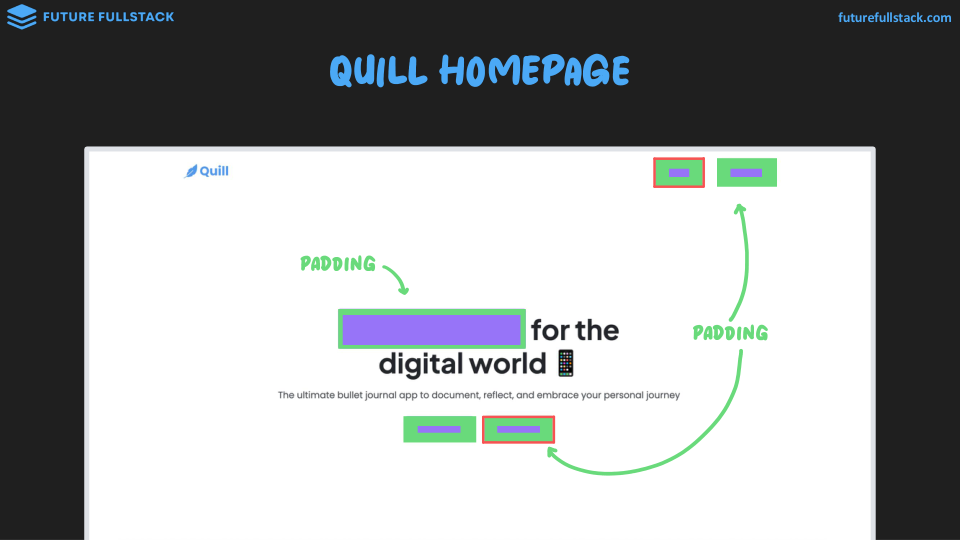 FUTURE FULLSTACK
futurefullstack.com
QUILL HOMEPAGE
Quill
PADDING
for the
digital world
PADDING
The ultimate bullet journal app to document, reflect, and embrace your personal journey